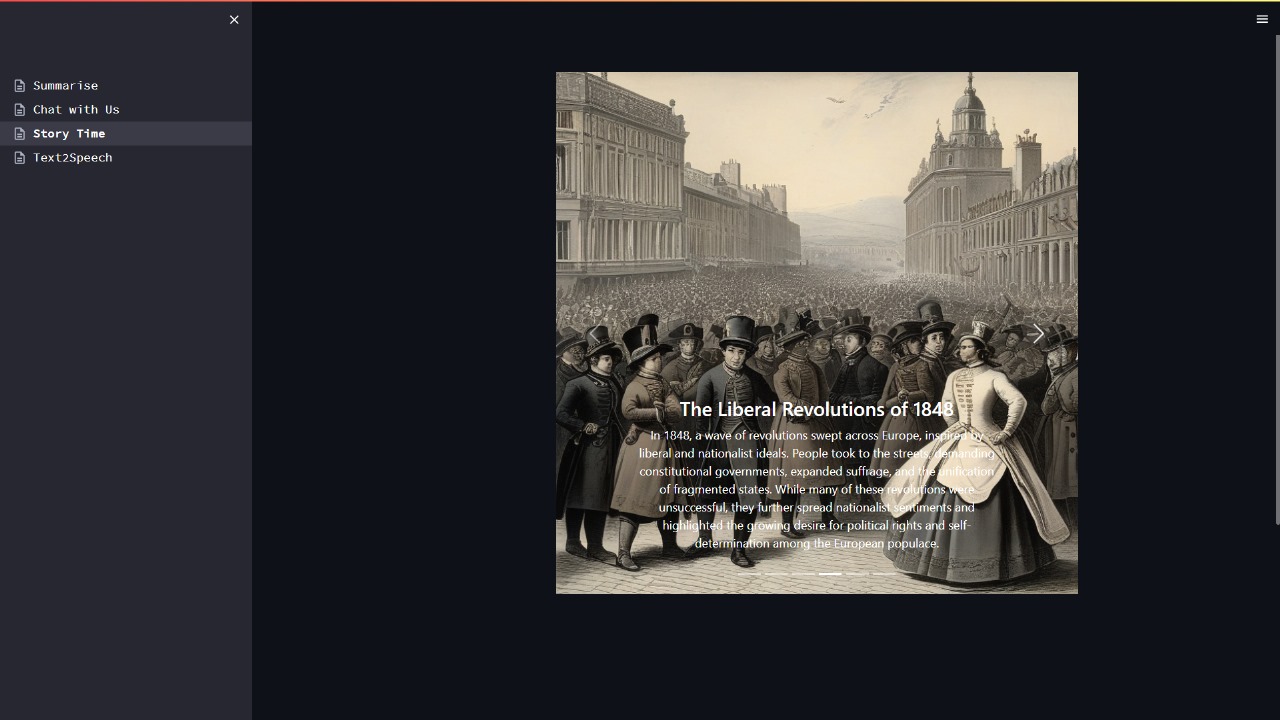 Summarise
Chat with Us
Story Time
Text2Speech
The Liberal Revolutions of 1848
In 1848, a wave of revolutions swept across Europe, inspired by
liberal and nationalist ideals. People took to the streets, demanding
constitutional governments, expanded suffrage, and the unification
of fragmented states. While many of these revolutions were
unsuccessful, they further spread nationalist sentiments and
highlighted the growing desire for political rights and self-
determination among the European populace.